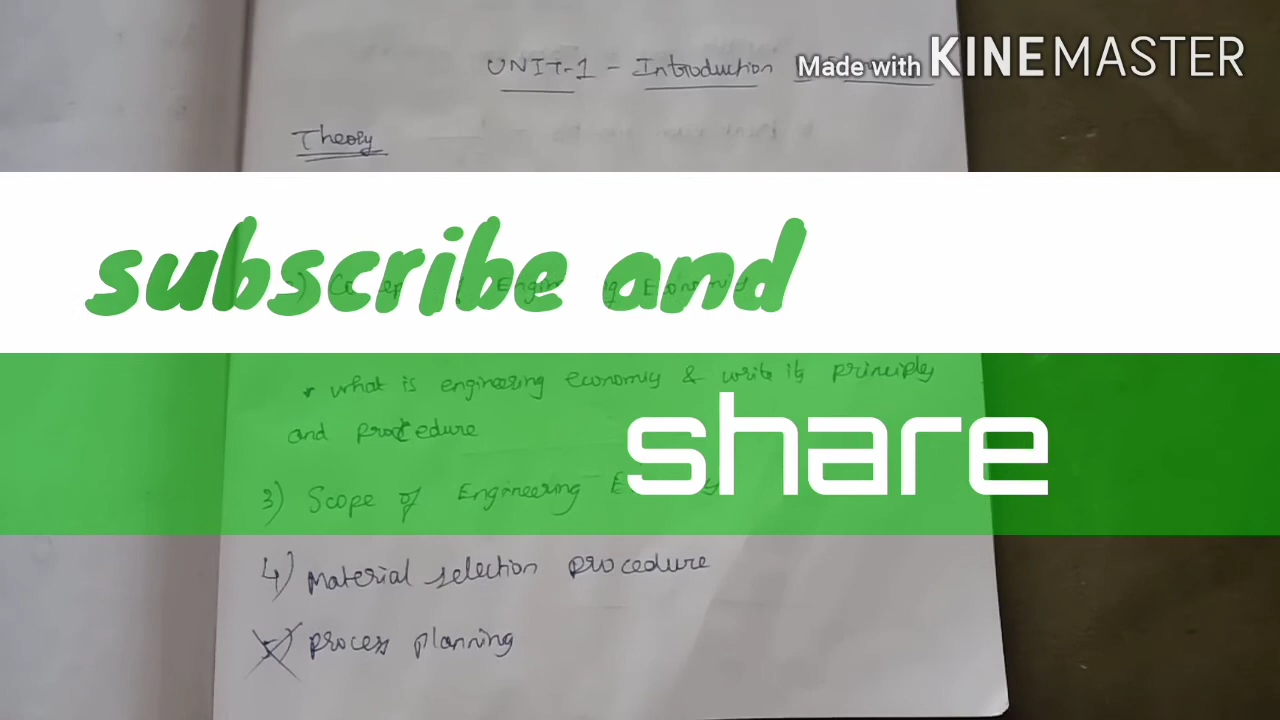 UNIT-1 - Introduction
Made with KINEMASTER
Theory
subscribe and
* what is engineering economy & write its principles
and procedure
share
3) Scope of Engineering
4) Material selection procedure
5) process planning